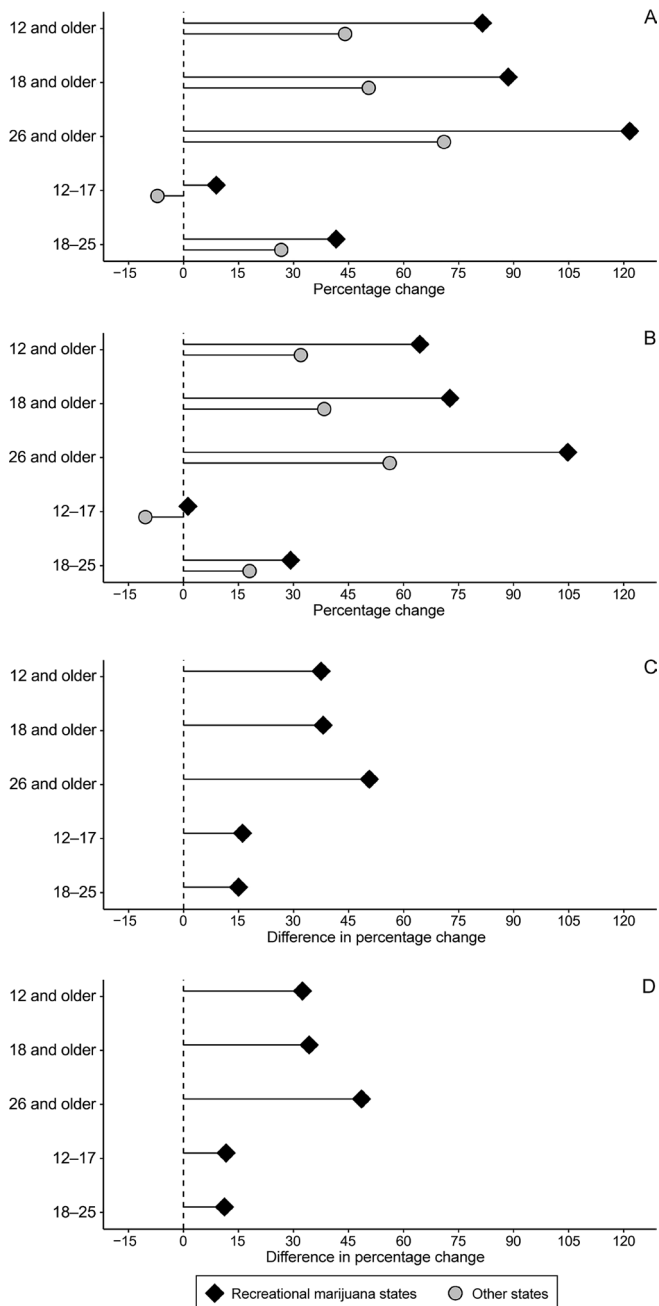 A
12 and older
18 and older
26 and older
12–17
18–25
−15 0 15 30 45 60 75 90 105 120
Percentage change
B
12 and older
18 and older
26 and older
12–17
18–25
−15 0 15 30 45 60 75 90 105 120
Percentage change
C
12 and older
18 and older
26 and older
12–17
18–25
−15 0 15 30 45 60 75 90 105 120
Difference in percentage change
D
12 and older
18 and older
26 and older
12–17
18–25
−15 0 15 30 45 60 75 90 105 120
Difference in percentage change
Recreational marijuana states Other states